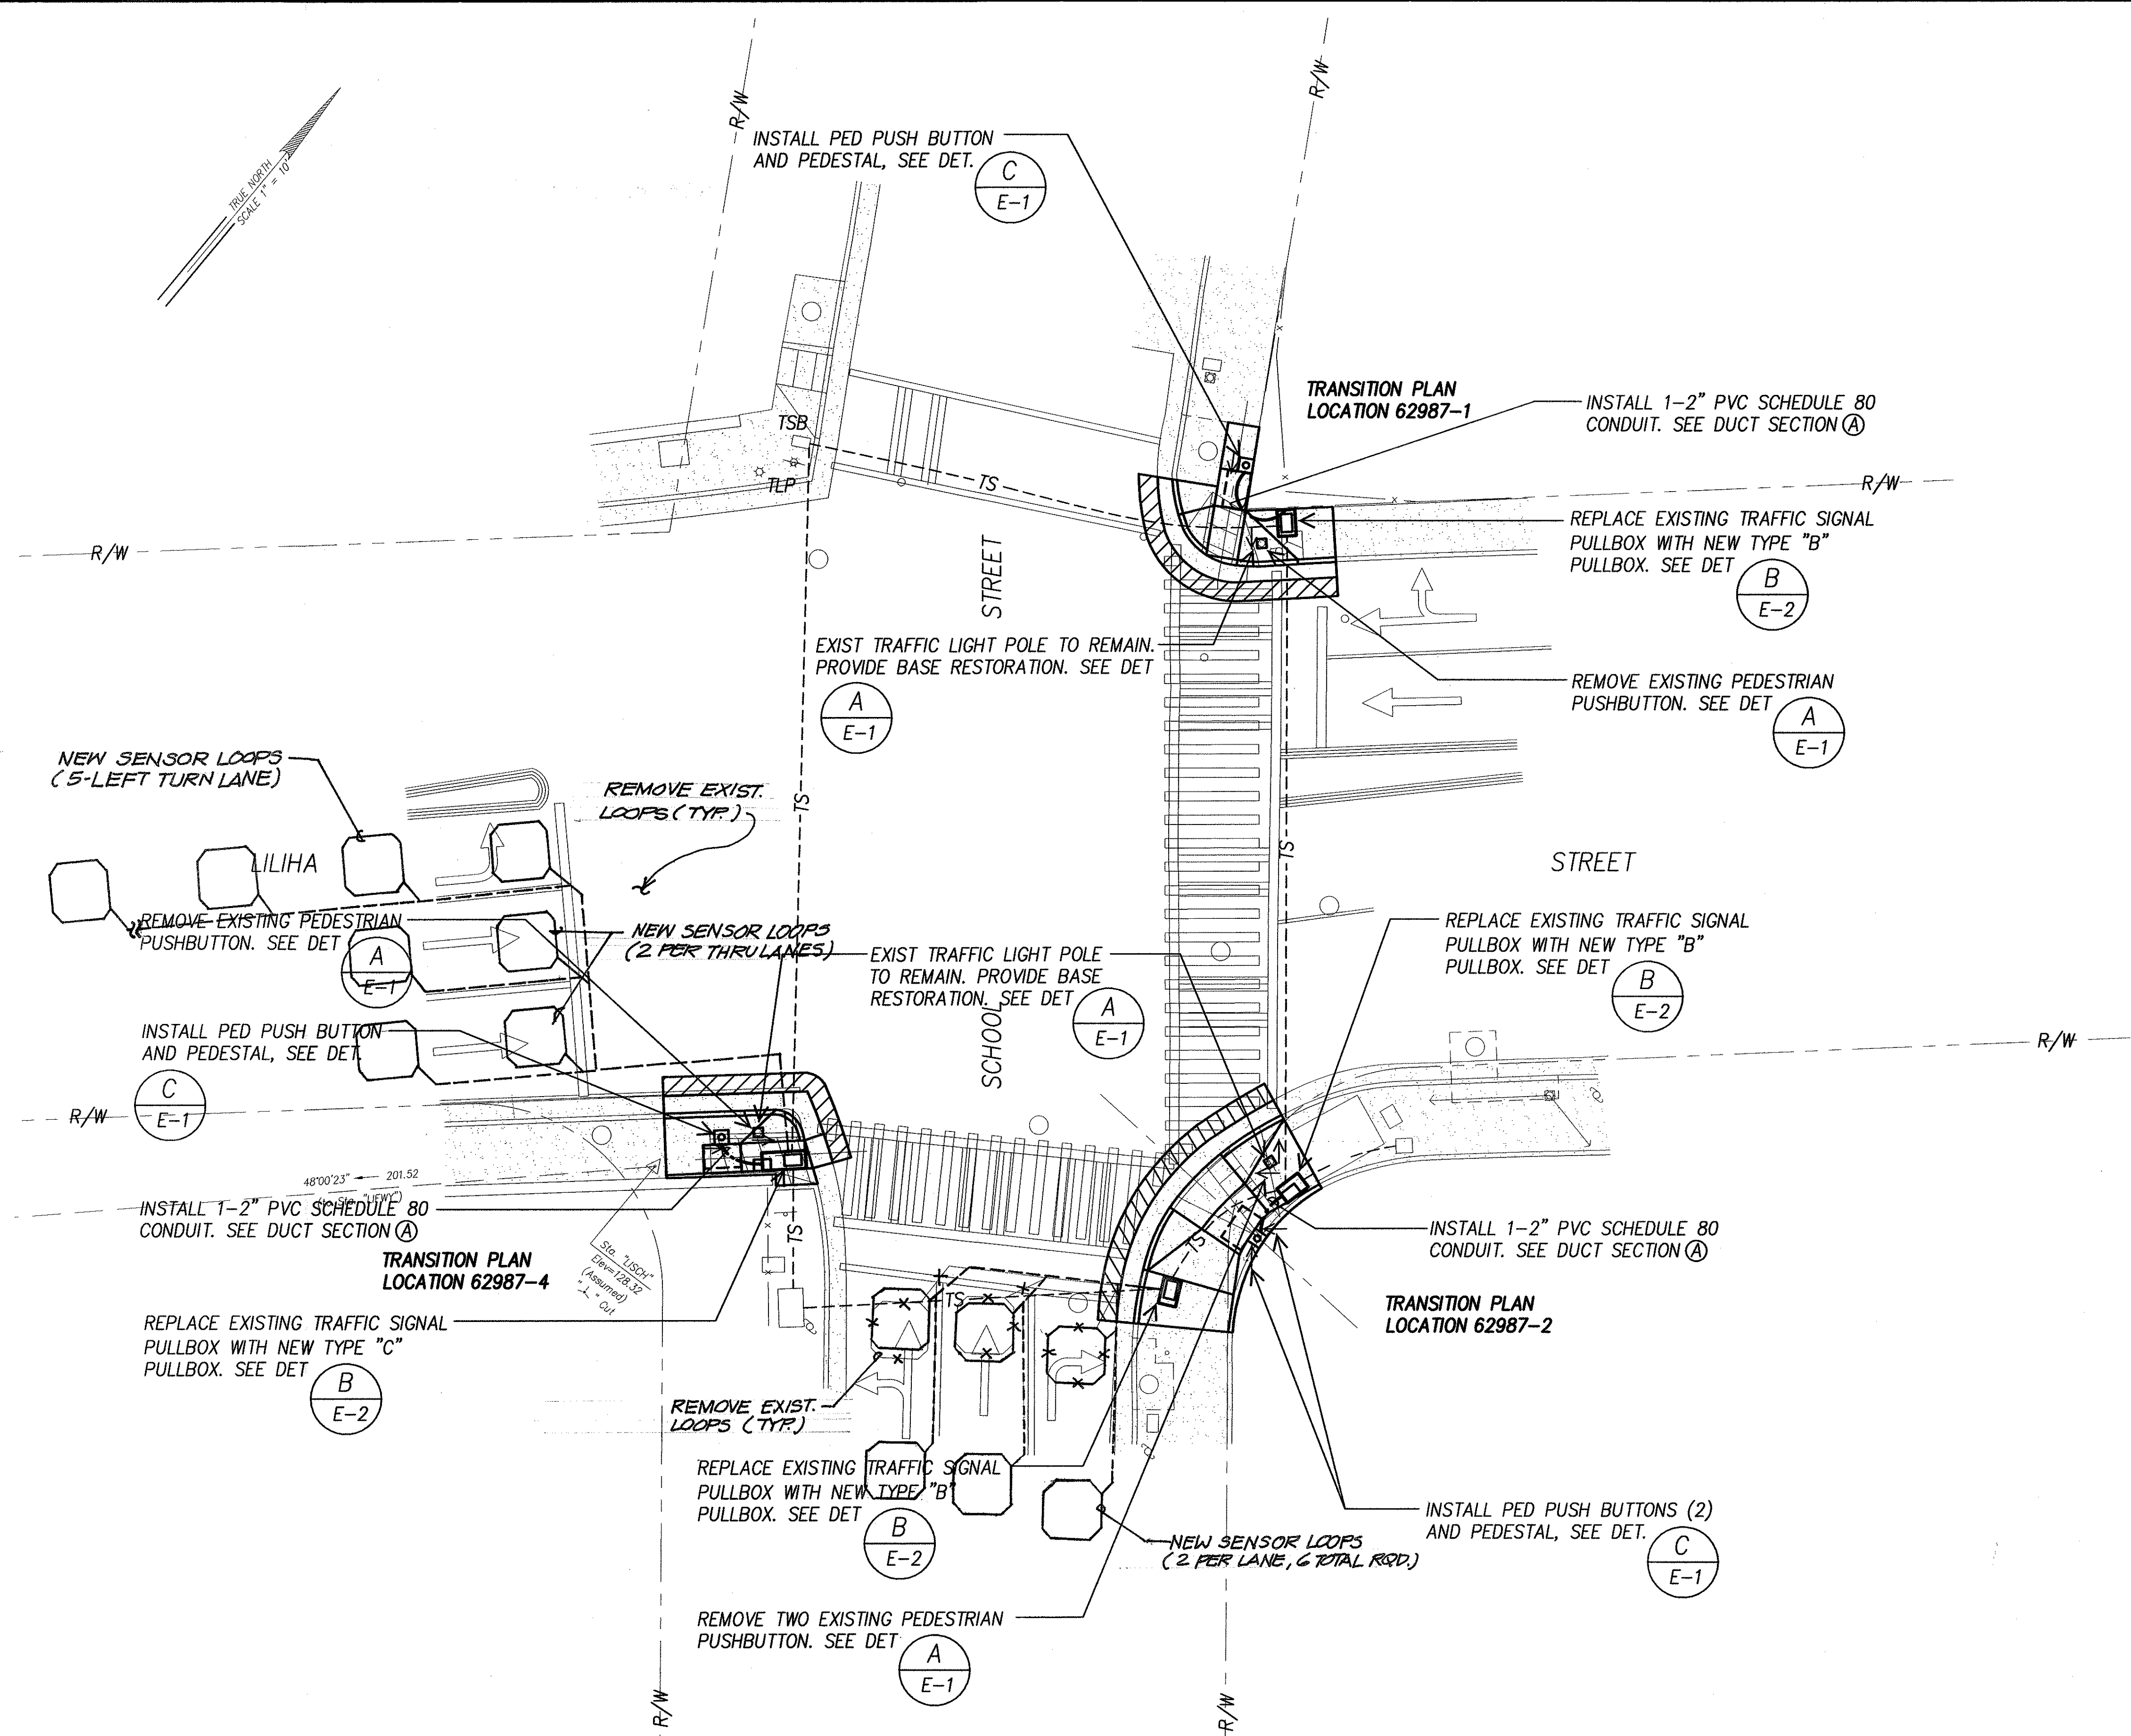 R/W
R/W
TRUE NORTH
SCALE 1" = 10'
INSTALL PED PUSH BUTTON
AND PEDESTAL, SEE DET.
C
E-1
TRANSITION PLAN
LOCATION 62987-1
INSTALL 1-2" PVC SCHEDULE 80
CONDUIT. SEE DUCT SECTION Ⓐ
TSB
TLP
TS
R/W
R/W
REPLACE EXISTING TRAFFIC SIGNAL
PULLBOX WITH NEW TYPE "B"
PULLBOX. SEE DET
B
E-2
STREET
EXIST TRAFFIC LIGHT POLE TO REMAIN.
PROVIDE BASE RESTORATION. SEE DET
A
E-1
REMOVE EXISTING PEDESTRIAN
PUSHBUTTON. SEE DET
A
E-1
NEW SENSOR LOOPS
(5-LEFT TURN LANE)
REMOVE EXIST.
LOOPS (TYP.)
TS
TS
LILIHA
STREET
REMOVE EXISTING PEDESTRIAN
PUSHBUTTON. SEE DET
A
E-1
NEW SENSOR LOOPS
(2 PER THRU LANES)
EXIST TRAFFIC LIGHT POLE
TO REMAIN. PROVIDE BASE
RESTORATION. SEE DET
A
E-1
REPLACE EXISTING TRAFFIC SIGNAL
PULLBOX WITH NEW TYPE "B"
PULLBOX. SEE DET
B
E-2
INSTALL PED PUSH BUTTON
AND PEDESTAL, SEE DET.
C
E-1
SCHOOL
R/W
R/W
48°00'23" 201.52
(to Sta. "LIFWY")
INSTALL 1-2" PVC SCHEDULE 80
CONDUIT. SEE DUCT SECTION Ⓐ
TRANSITION PLAN
LOCATION 62987-4
Sta. "LISCH"
Elev=128.32
(Assumed)
" " Cut
TS
TS
TS
INSTALL 1-2" PVC SCHEDULE 80
CONDUIT. SEE DUCT SECTION Ⓐ
TRANSITION PLAN
LOCATION 62987-2
REPLACE EXISTING TRAFFIC SIGNAL
PULLBOX WITH NEW TYPE "C"
PULLBOX. SEE DET
B
E-2
REMOVE EXIST.
LOOPS (TYP.)
REPLACE EXISTING TRAFFIC SIGNAL
PULLBOX WITH NEW TYPE "B"
PULLBOX. SEE DET
B
E-2
NEW SENSOR LOOPS
(2 PER LANE, 6 TOTAL RQD.)
INSTALL PED PUSH BUTTONS (2)
AND PEDESTAL, SEE DET.
C
E-1
REMOVE TWO EXISTING PEDESTRIAN
PUSHBUTTON. SEE DET
A
E-1
R/W
R/W